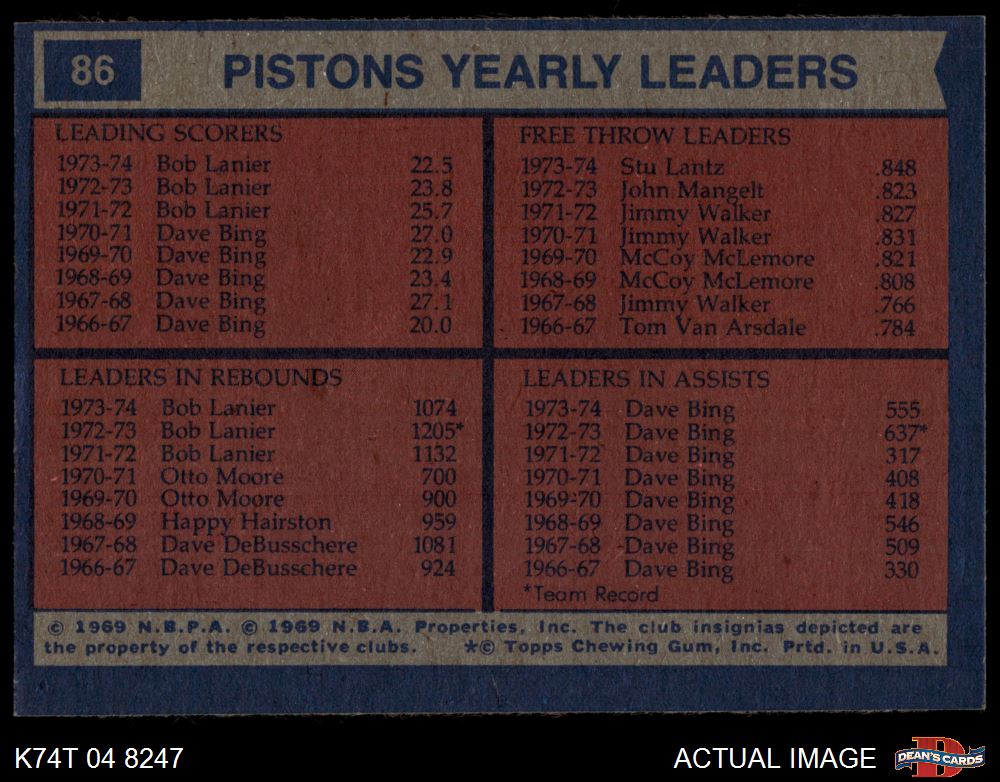 86 PISTONS YEARLY LEADERS
LEADING SCORERS
1973-74 Bob Lanier 22.5
1972-73 Bob Lanier 23.8
1971-72 Bob Lanier 25.7
1970-71 Dave Bing 27.0
1969-70 Dave Bing 22.9
1968-69 Dave Bing 23.4
1967-68 Dave Bing 27.1
1966-67 Dave Bing 20.0
FREE THROW LEADERS
1973-74 Stu Lantz .848
1972-73 John Mangelt .823
1971-72 Jimmy Walker .827
1970-71 Jimmy Walker .831
1969-70 McCoy McLemore .821
1968-69 McCoy McLemore .808
1967-68 Jimmy Walker .766
1966-67 Tom Van Arsdale .784
LEADERS IN REBOUNDS
1973-74 Bob Lanier 1074
1972-73 Bob Lanier 1205*
1971-72 Bob Lanier 1132
1970-71 Otto Moore 700
1969-70 Otto Moore 900
1968-69 Happy Hairston 959
1967-68 Dave DeBusschere 1081
1966-67 Dave DeBusschere 924
LEADERS IN ASSISTS
1973-74 Dave Bing 555
1972-73 Dave Bing 637*
1971-72 Dave Bing 317
1970-71 Dave Bing 408
1969-70 Dave Bing 418
1968-69 Dave Bing 546
1967-68 Dave Bing 509
1966-67 Dave Bing 330
*Team Record
© 1969 N.B.P.A. © 1969 N.B.A. Properties, Inc. The club insignias depicted are
the property of the respective clubs. *© Topps Chewing Gum, Inc. Prtd. in U.S.A.
K74T 04 8247 ACTUAL IMAGE D DEAN'S CARDS